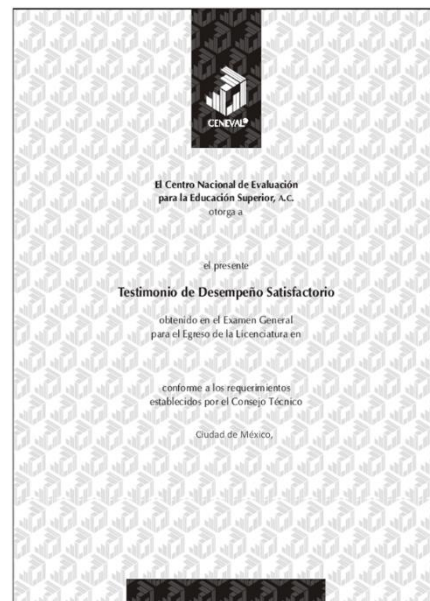 CENEVAL®
El Centro Nacional de Evaluación
para la Educación Superior, A.C.
otorga a
el presente
Testimonio de Desempeño Satisfactorio
obtenido en el Examen General
para el Egreso de la Licenciatura en
conforme a los requerimientos
establecidos por el Consejo Técnico
Ciudad de México,